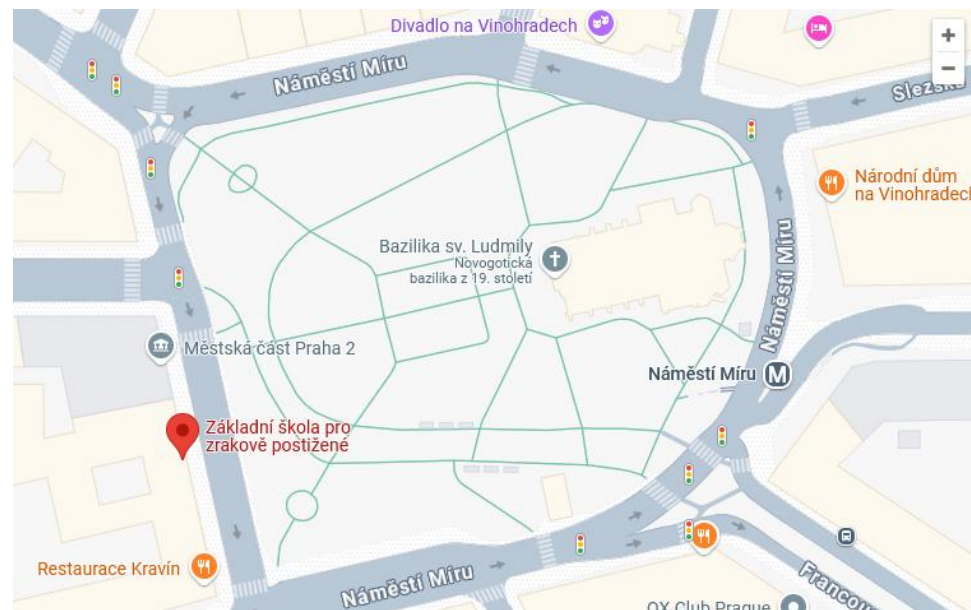 Divadlo na Vinohradech
Náměstí Míru
Slezská
Národní dům
na Vinohradech
Bazilika sv. Ludmily
Novogotická
bazilika z 19. století
Náměstí Míru
Městská část Praha 2
Náměstí Míru M
Základní škola pro
zrakově postižené
Restaurace Kravín
Náměstí Míru
Francou
OX Club Prague
+
−